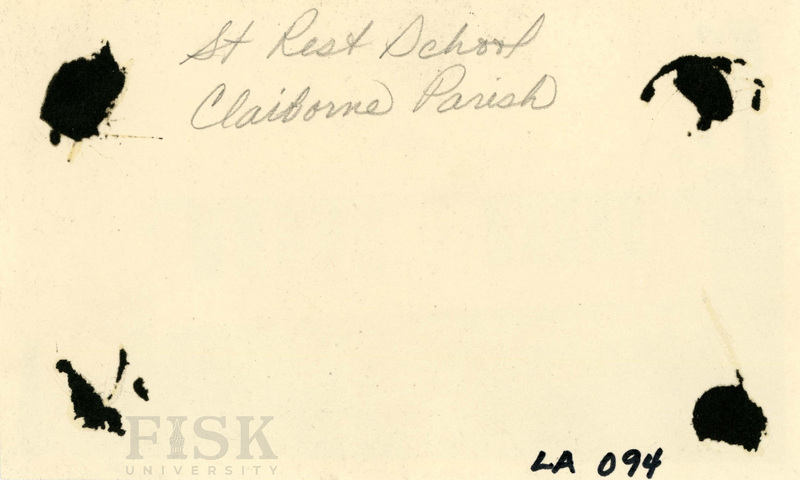 St Rest School
Claiborne Parish
FISK
UNIVERSITY
LA 094